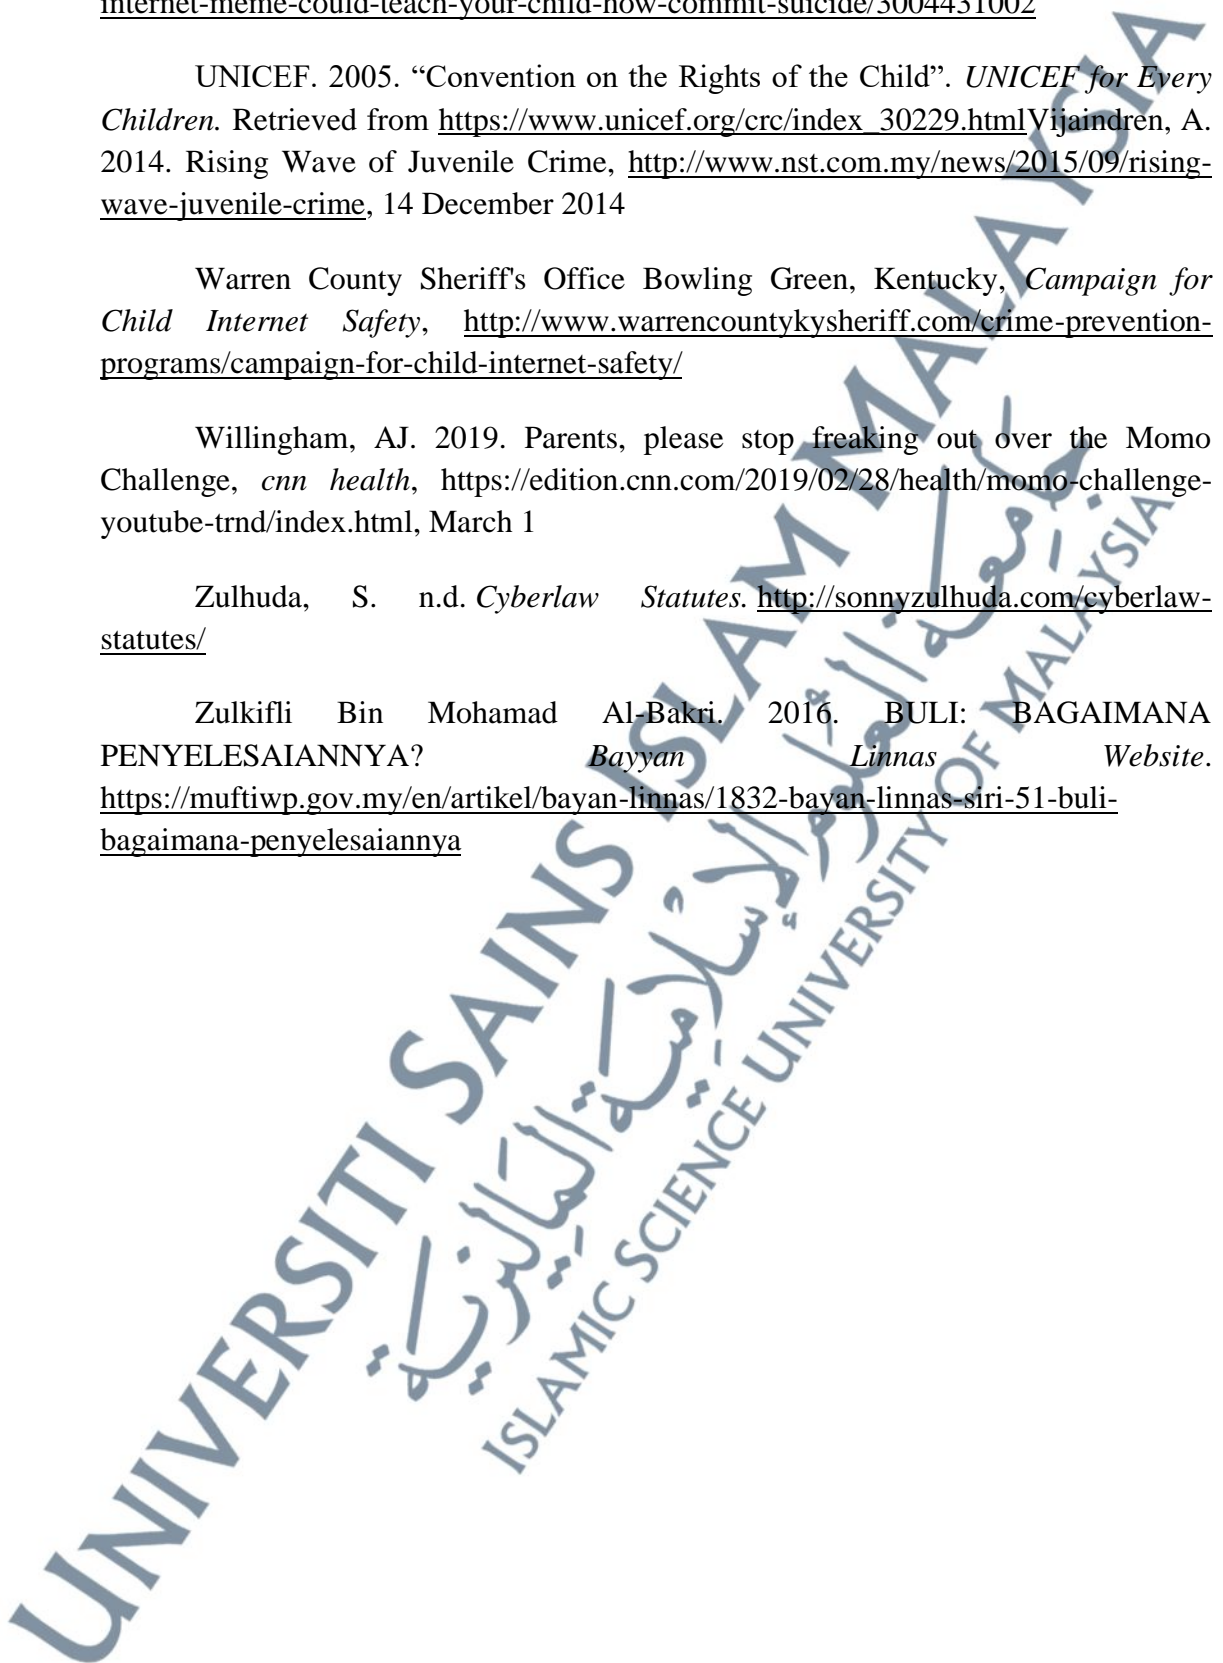 internet-meme-could-teach-your-child-how-commit-suicide/3004431002
UNICEF. 2005. “Convention on the Rights of the Child”. UNICEF for Every
Children. Retrieved from https://www.unicef.org/crc/index_30229.htmlVijaindren, A.
2014. Rising Wave of Juvenile Crime, http://www.nst.com.my/news/2015/09/rising-
wave-juvenile-crime, 14 December 2014
Warren County Sheriff's Office Bowling Green, Kentucky, Campaign for
Child Internet Safety, http://www.warrencountykysheriff.com/crime-prevention-
programs/campaign-for-child-internet-safety/
Willingham, AJ. 2019. Parents, please stop freaking out over the Momo
Challenge, cnn health, https://edition.cnn.com/2019/02/28/health/momo-challenge-
youtube-trnd/index.html, March 1
Zulhuda, S. n.d. Cyberlaw Statutes. http://sonnyzulhuda.com/cyberlaw-
statutes/
Zulkifli Bin Mohamad Al-Bakri. 2016. BULI: BAGAIMANA
PENYELESAIANNYA? Bayyan Linnas Website.
https://muftiwp.gov.my/en/artikel/bayan-linnas/1832-bayan-linnas-siri-51-buli-
bagaimana-penyelesaiannya
UNIVERSITI SAINS ISLAM MALAYSIA
جامعة العلوم الإسلامية الماليزية
ISLAMIC SCIENCE UNIVERSITY OF MALAYSIA